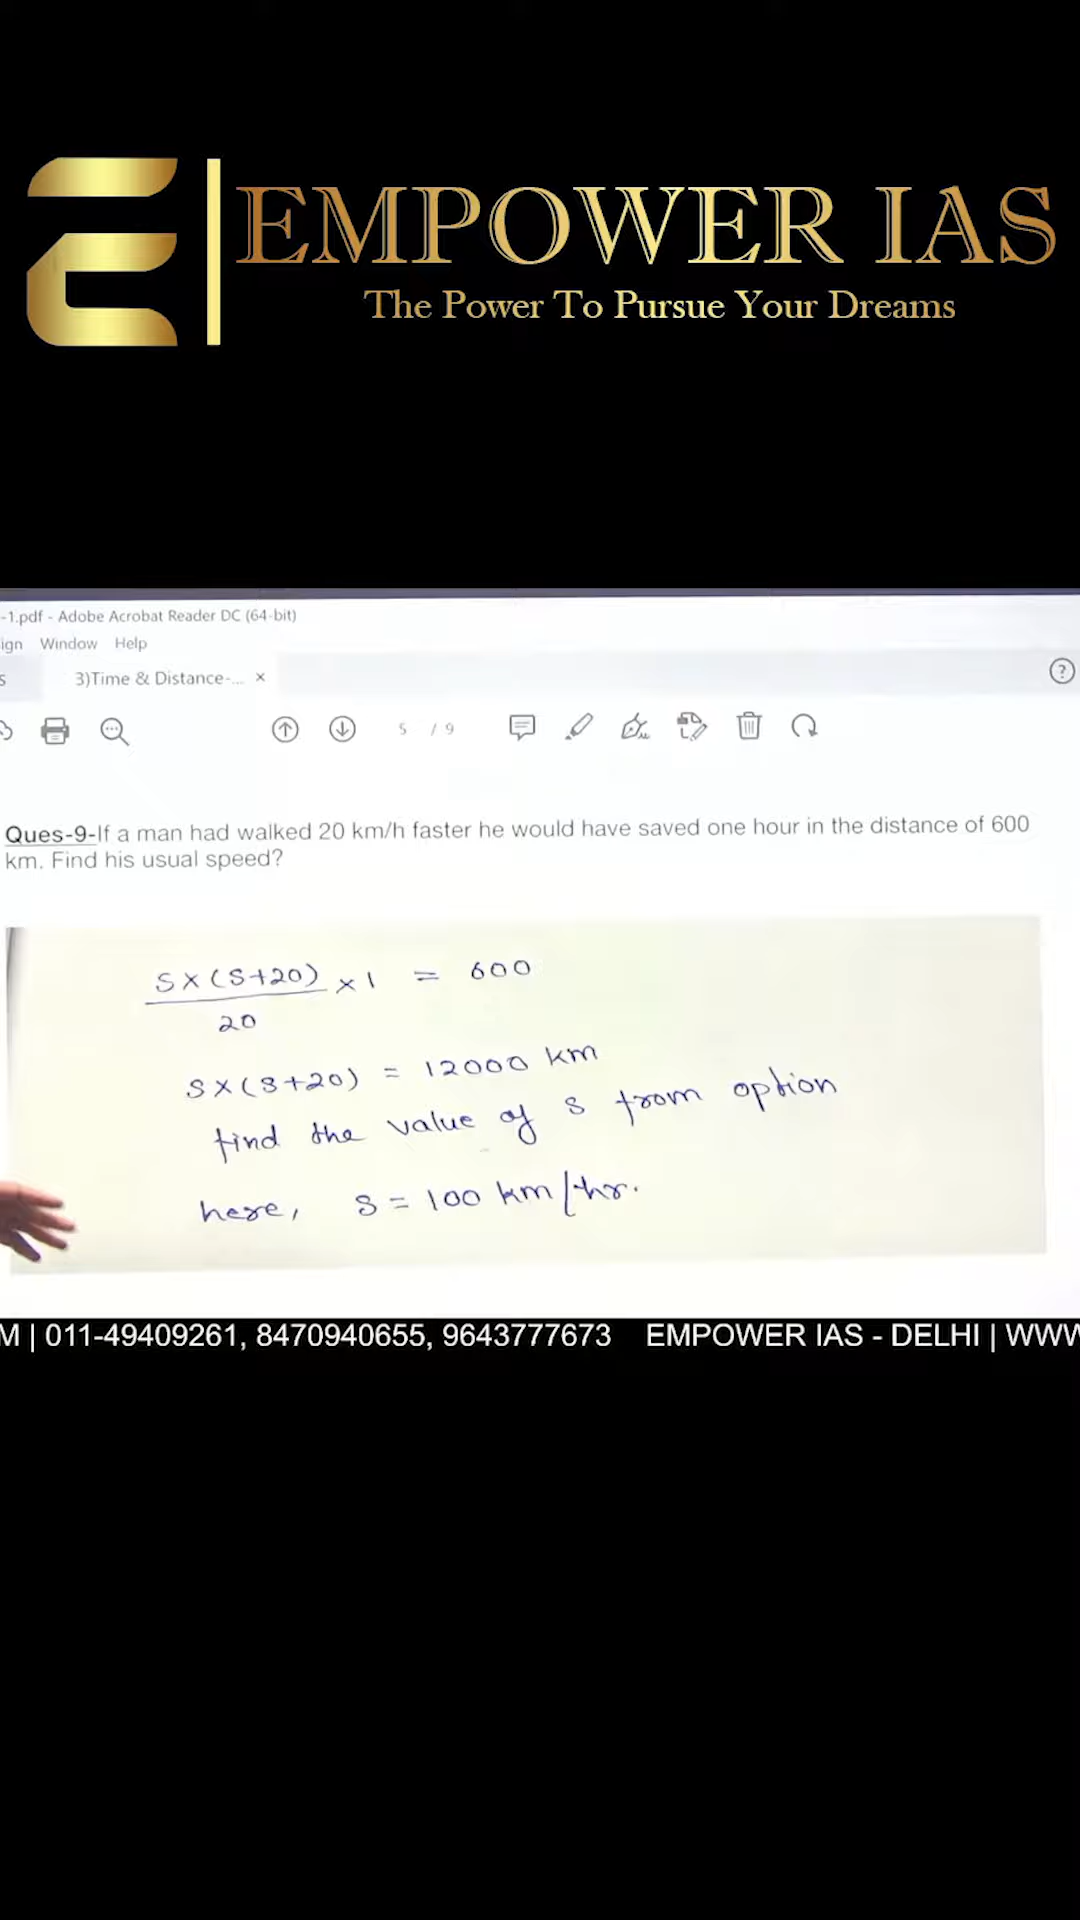 EMPOWER IAS
The Power To Pursue Your Dreams
-1.pdf - Adobe Acrobat Reader DC (64-bit)
ign Window Help
s 3)Time & Distance-... × ?
5 / 9
Ques-9-If a man had walked 20 km/h faster he would have saved one hour in the distance of 600
km. Find his usual speed?
S×(S+20) × 1 = 600
20
S×(S+20) = 12000 km
find the value of s from option
here, S = 100 km/hr.
M | 011-49409261, 8470940655, 9643777673 EMPOWER IAS - DELHI | WWW